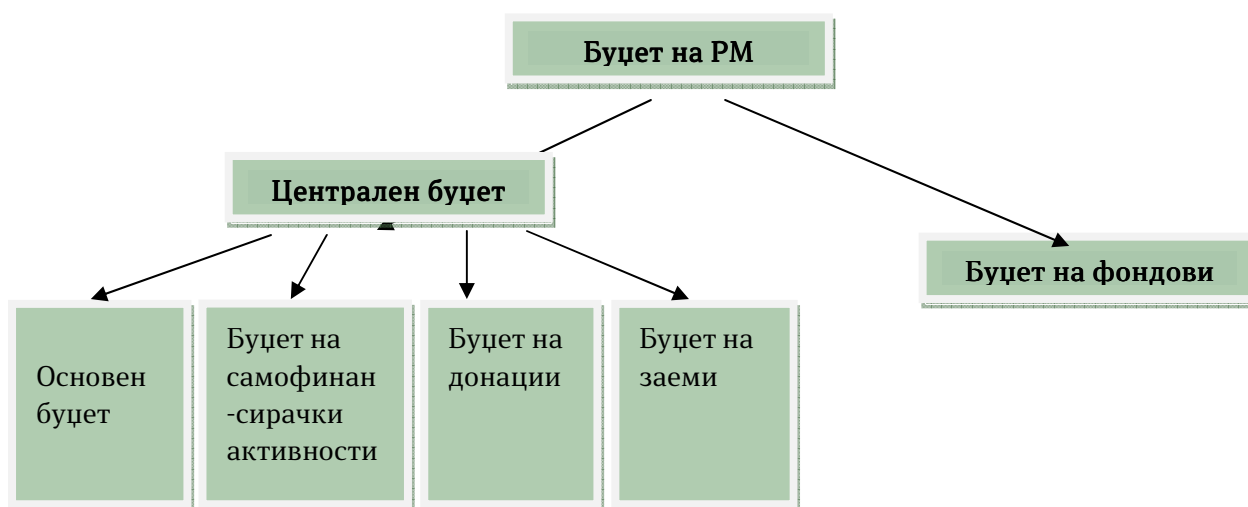 Буџет на РМ
Централен буџет
Буџет на фондови
Основен
буџет
Буџет на
самофинан
-сирачки
активности
Буџет на
донации
Буџет на
заеми